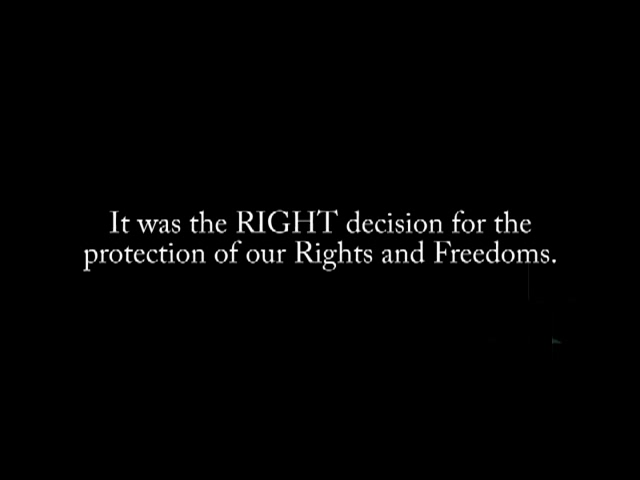 It was the RIGHT decision for the
protection of our Rights and Freedoms.